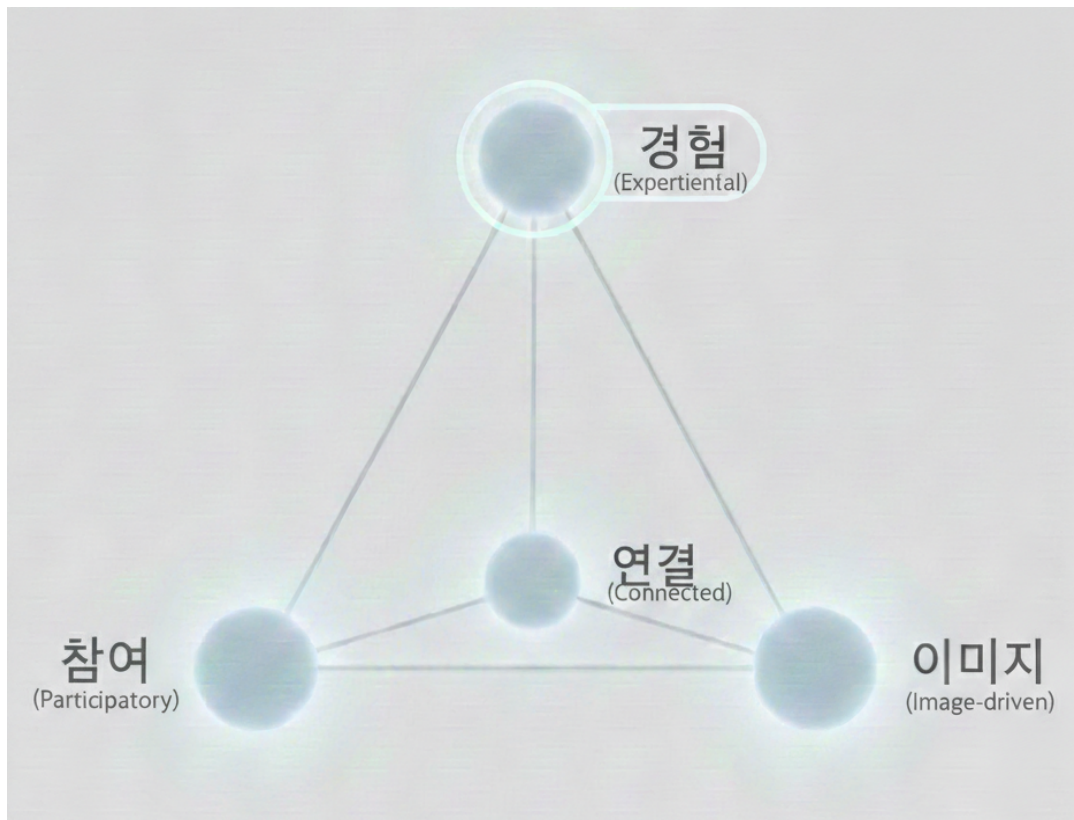 경험
(Expertiental)
연결
(Connected)
참여
(Participatory)
이미지
(Image-driven)